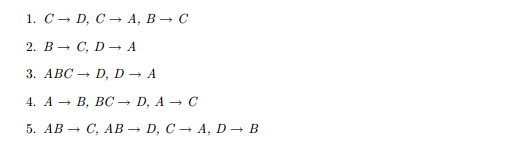 1. C → D, C → A, B → C
2. B → C, D → A
3. ABC → D, D → A
4. A → B, BC → D, A → C
5. AB → C, AB → D, C → A, D → B